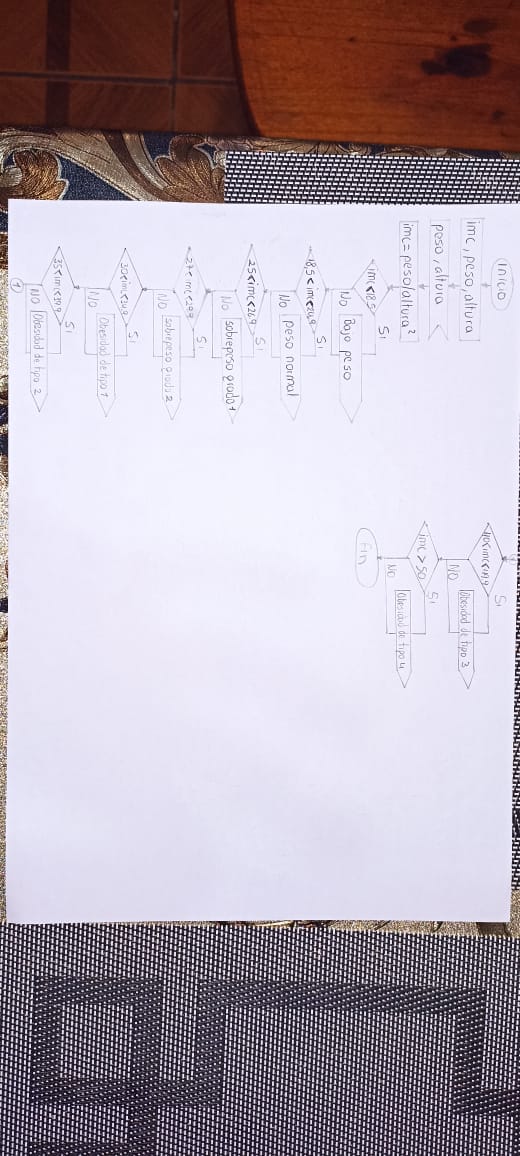 Inicio
imc, peso, altura
peso, altura
imc = peso/altura²
imc<18.5
Si
No
Bajo peso
18,5<imc<24,9
Si
No
peso normal
25<imc<26.9
Si
No
sobrepeso grado 1
27<imc<29.9
Si
NO
sobrepeso grado 2
30<imc<34.9
Si
NO
Obesidad de tipo 1
35<imc<39.9
Si
NO
Obesidad de tipo 2
1
1
40<imc<49.9
Si
NO
Obesidad de tipo 3
imc > 50
Si
NO
Obesidad de tipo 4
Fin